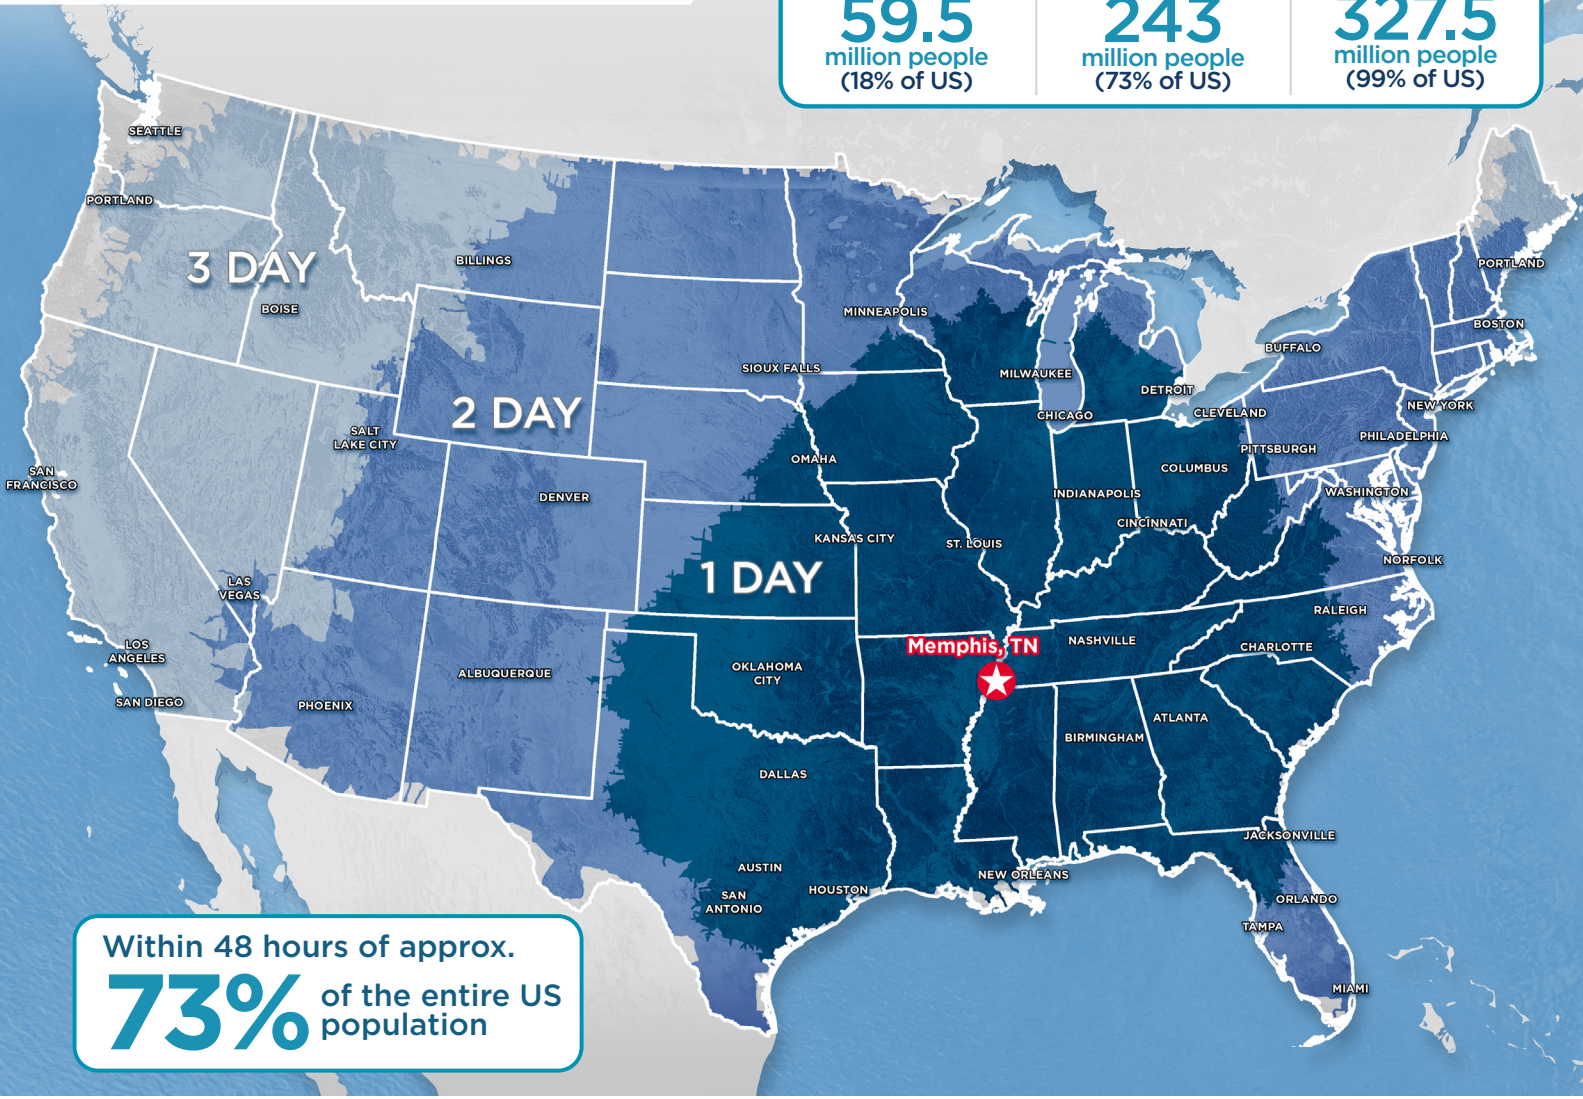 59.5
million people
(18% of US)
243
million people
(73% of US)
327.5
million people
(99% of US)
SEATTLE
PORTLAND
3 DAY
BOISE
BILLINGS
MINNEAPOLIS
PORTLAND
BOSTON
BUFFALO
SIOUX FALLS
MILWAUKEE
DETROIT
CHICAGO
CLEVELAND
NEW YORK
2 DAY
SALT
LAKE CITY
PHILADELPHIA
PITTSBURGH
OMAHA
COLUMBUS
SAN
FRANCISCO
DENVER
INDIANAPOLIS
WASHINGTON
CINCINNATI
KANSAS CITY
ST. LOUIS
NORFOLK
1 DAY
LAS
VEGAS
RALEIGH
LOS
ANGELES
Memphis, TN
NASHVILLE
CHARLOTTE
ALBUQUERQUE
OKLAHOMA
CITY
SAN DIEGO
PHOENIX
ATLANTA
BIRMINGHAM
DALLAS
JACKSONVILLE
AUSTIN
NEW ORLEANS
HOUSTON
SAN
ANTONIO
ORLANDO
TAMPA
MIAMI
Within 48 hours of approx.
73%
of the entire US
population